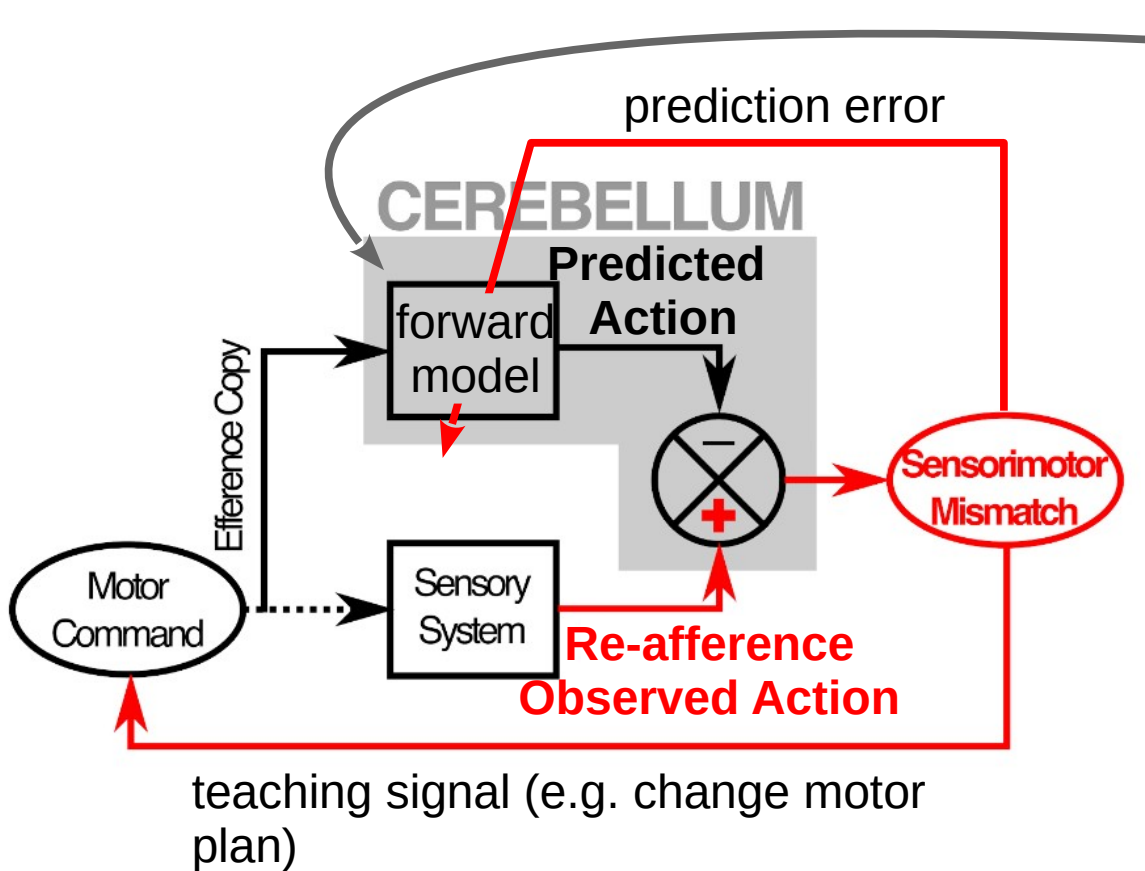 prediction error
CEREBELLUM
Predicted
Action
forward
model
Efference Copy
−
+
Sensorimotor
Mismatch
Motor
Command
Sensory
System
Re-afference
Observed Action
teaching signal (e.g. change motor
plan)